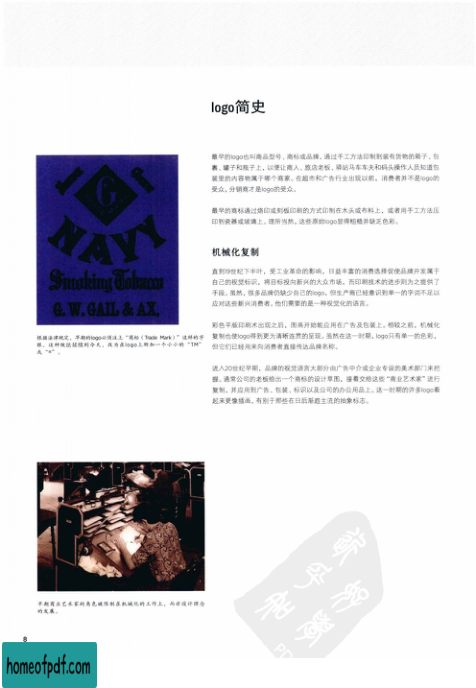 logo简史
最早的logo也叫商品型号、商标或品牌，通过手工方法印制到装有货物的箱子、包
裹、罐子和瓶子上，以便让商人、旅店老板、驿站马车车夫和码头操作人员知道包
装里的内容物属于哪个商家。在超市和广告行业出现以前，消费者并不是logo的
受众，分销商才是logo的受众。
最早的商标通过烙印或刻板印刷的方式印制在木头或布料上，或者用手工方法压
印到瓷器或玻璃上。理所当然，这些原始logo显得粗糙并缺乏色彩。
机械化复制
直到19世纪下半叶，受工业革命的影响，日益丰富的消费选择促使品牌开发属于
自己的视觉标识，将目标投向新兴的大众市场。而印刷技术的进步则为之提供了
手段。虽然，很多品牌仍缺少自己的logo，但生产商已经意识到单一的字词不足以
应对这些新兴消费者，他们需要的是一种视觉化的语言。
彩色平版印刷术出现之后，图画开始能应用在广告及包装上。相较之前，机械化
复制也使logo得到更为清晰连贯的呈现。虽然在这一时期，logo只有单一的色彩，
但它们已经用来向消费者直接传达品牌名称。
进入20世纪早期，品牌的视觉语言大部分由广告中介或企业专设的美术部门来把
握。通常公司的老板给出一个商标的设计草图，接着交给这些“商业艺术家”进行
复制，并应用到广告、包装、标识以及公司的办公用品上。这一时期的许多logo看
起来更像插画，有别于那些在日后渐趋主流的抽象标志。
G
NAVY
Smoking Tobacco
G. W. GAIL & AX,
根据法律规定，早期的logo必须注上“商标（Trade Mark）”这样的字
样。这种做法延续到今天，改为在logo上附加一个小小的“TM”
或“®”。
早期商业艺术家的角色被限制在机械化的工作上，而非设计理念
的发展。
8
homeofpdf.com